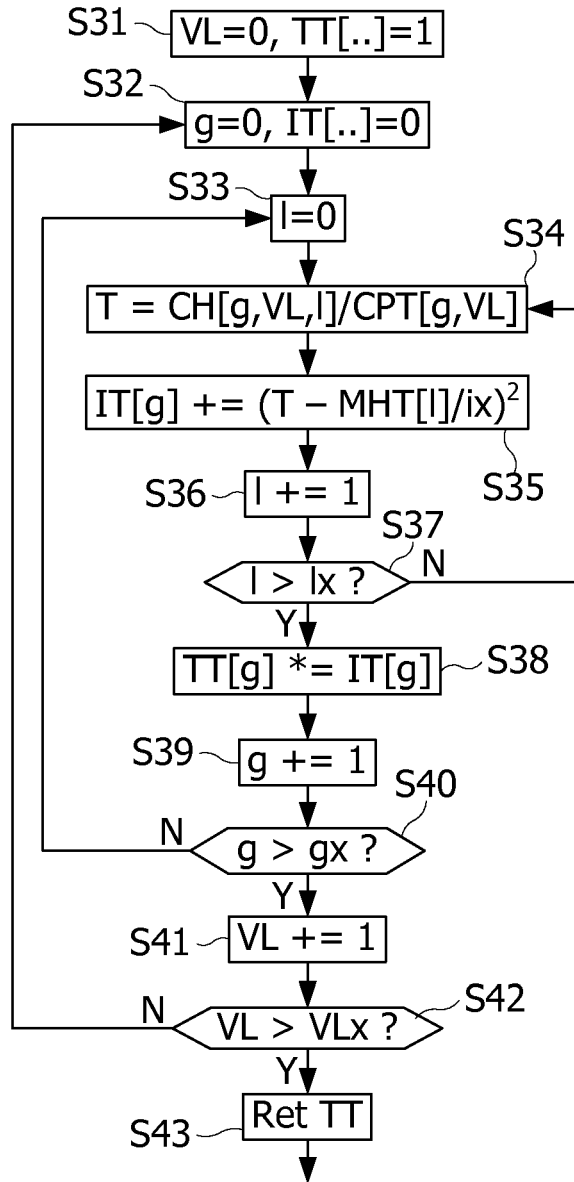 S31
VL=0, TT[..]=1
S32
g=0, IT[..]=0
S33
l=0
S34
T = CH[g,VL,l]/CPT[g,VL]
IT[g] += (T – MHT[l]/ix)²
S35
S36
l += 1
S37
l > lx ?
N
Y
TT[g] *= IT[g]
S38
S39
g += 1
S40
N
g > gx ?
Y
S41
VL += 1
S42
N
VL > VLx ?
Y
Ret TT
S43